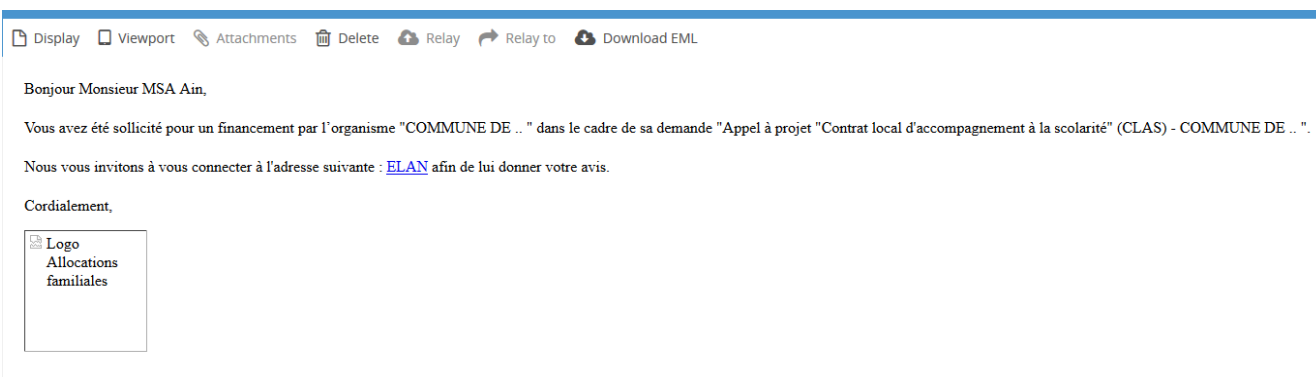 Display Viewport Attachments Delete Relay Relay to Download EML
Bonjour Monsieur MSA Ain,
Vous avez été sollicité pour un financement par l’organisme "COMMUNE DE .. " dans le cadre de sa demande "Appel à projet "Contrat local d'accompagnement à la scolarité" (CLAS) - COMMUNE DE .. ".
Nous vous invitons à vous connecter à l'adresse suivante : ELAN afin de lui donner votre avis.
Cordialement,
Logo
Allocations
familiales